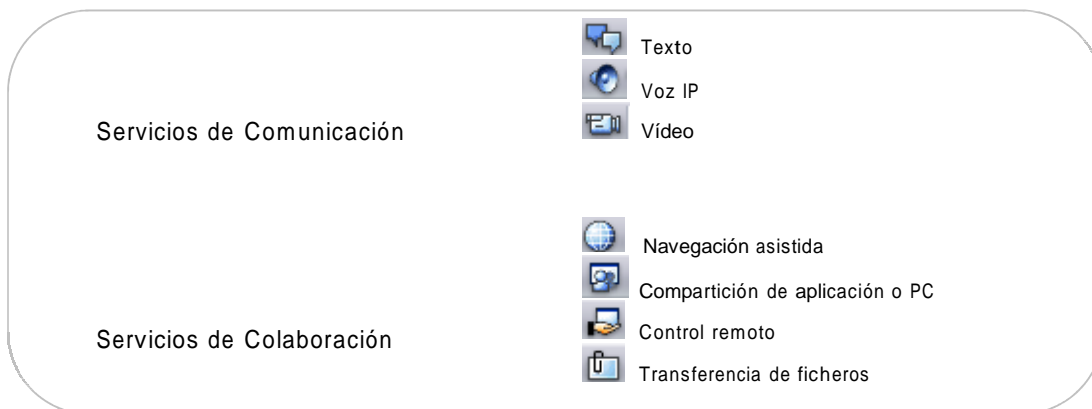 Texto
Voz IP
Servicios de Comunicación
Vídeo
Navegación asistida
Compartición de aplicación o PC
Servicios de Colaboración
Control remoto
Transferencia de ficheros